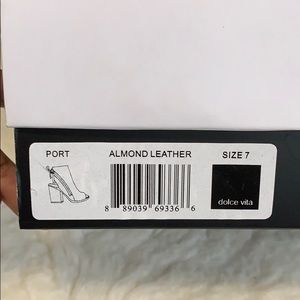 PORT ALMOND LEATHER SIZE 7
8 89039 69336 6
dolce vita